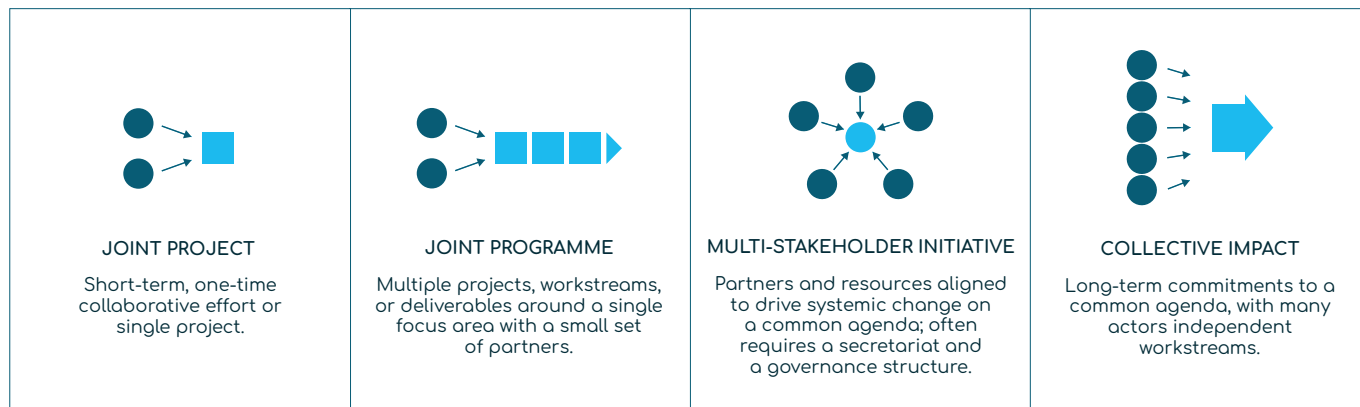 JOINT PROJECT
Short-term, one-time
collaborative effort or
single project.
JOINT PROGRAMME
Multiple projects, workstreams,
or deliverables around a single
focus area with a small set
of partners.
MULTI-STAKEHOLDER INITIATIVE
Partners and resources aligned
to drive systemic change on
a common agenda; often
requires a secretariat and
a governance structure.
COLLECTIVE IMPACT
Long-term commitments to a
common agenda, with many
actors independent
workstreams.